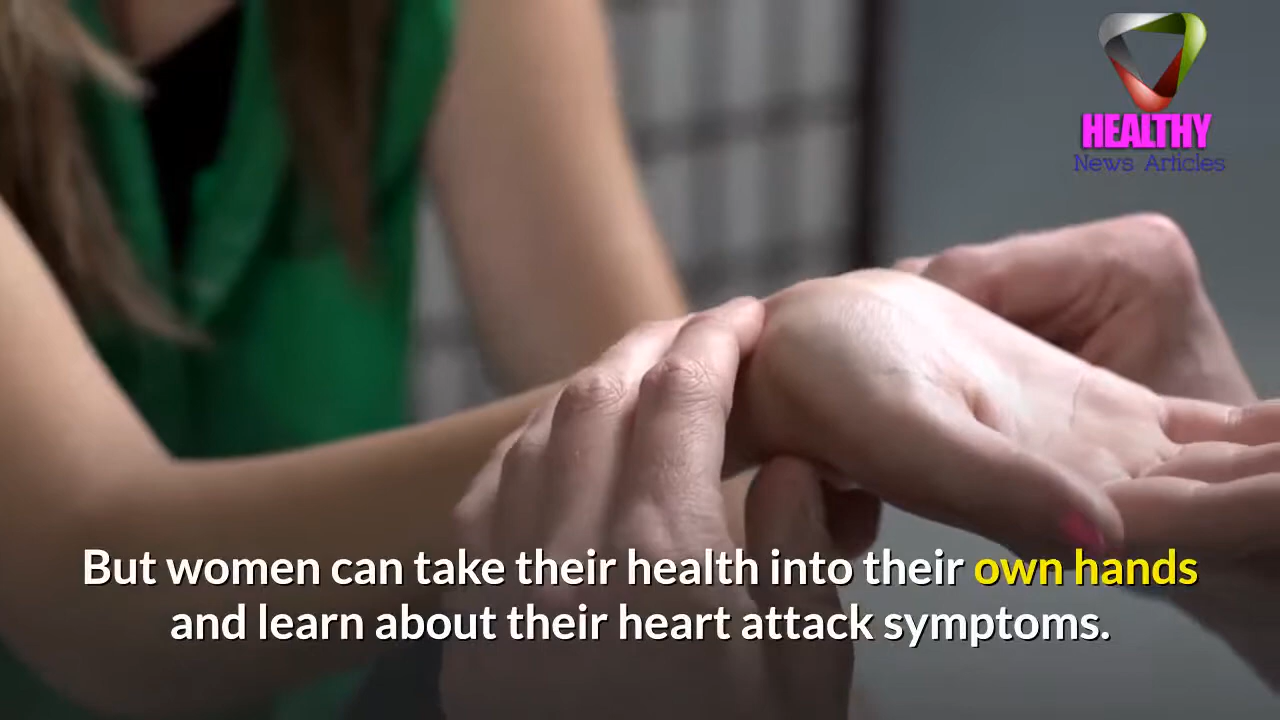 HEALTHY
News Articles
But women can take their health into their own hands
and learn about their heart attack symptoms.